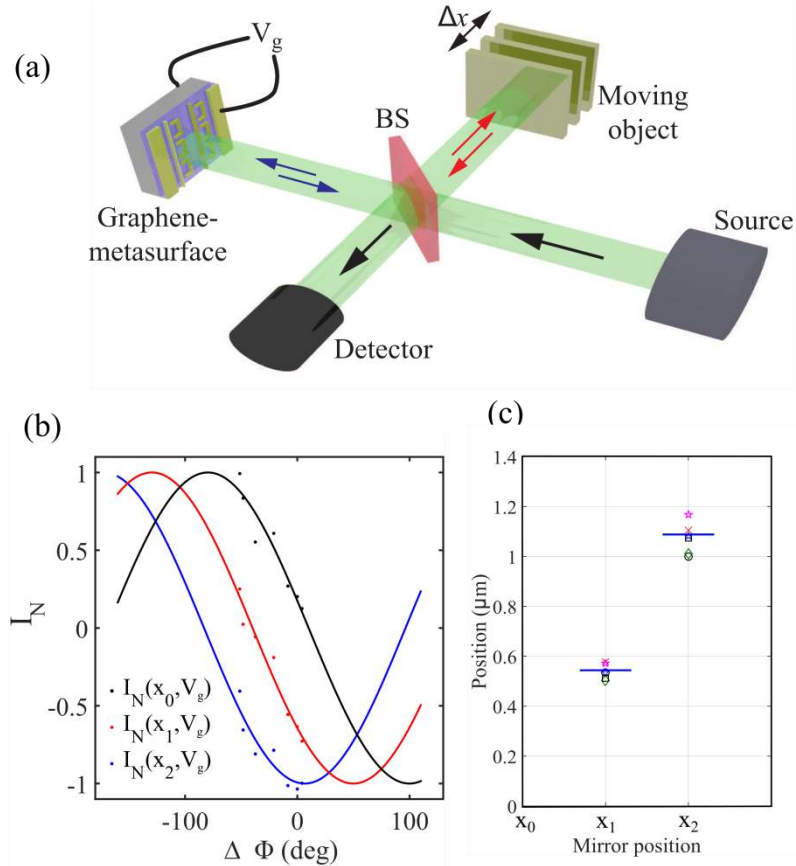 (a)
V_g
Δx
Moving
object
BS
Graphene-
metasurface
Source
Detector
(b)
I_N
1
0.5
0
-0.5
-1
I_N(x_0,V_g)
I_N(x_1,V_g)
I_N(x_2,V_g)
-100
0
100
Δ Φ (deg)
(c)
Position (μm)
1.4
1.2
1
0.8
0.6
0.4
0.2
0
x_0
x_1
x_2
Mirror position